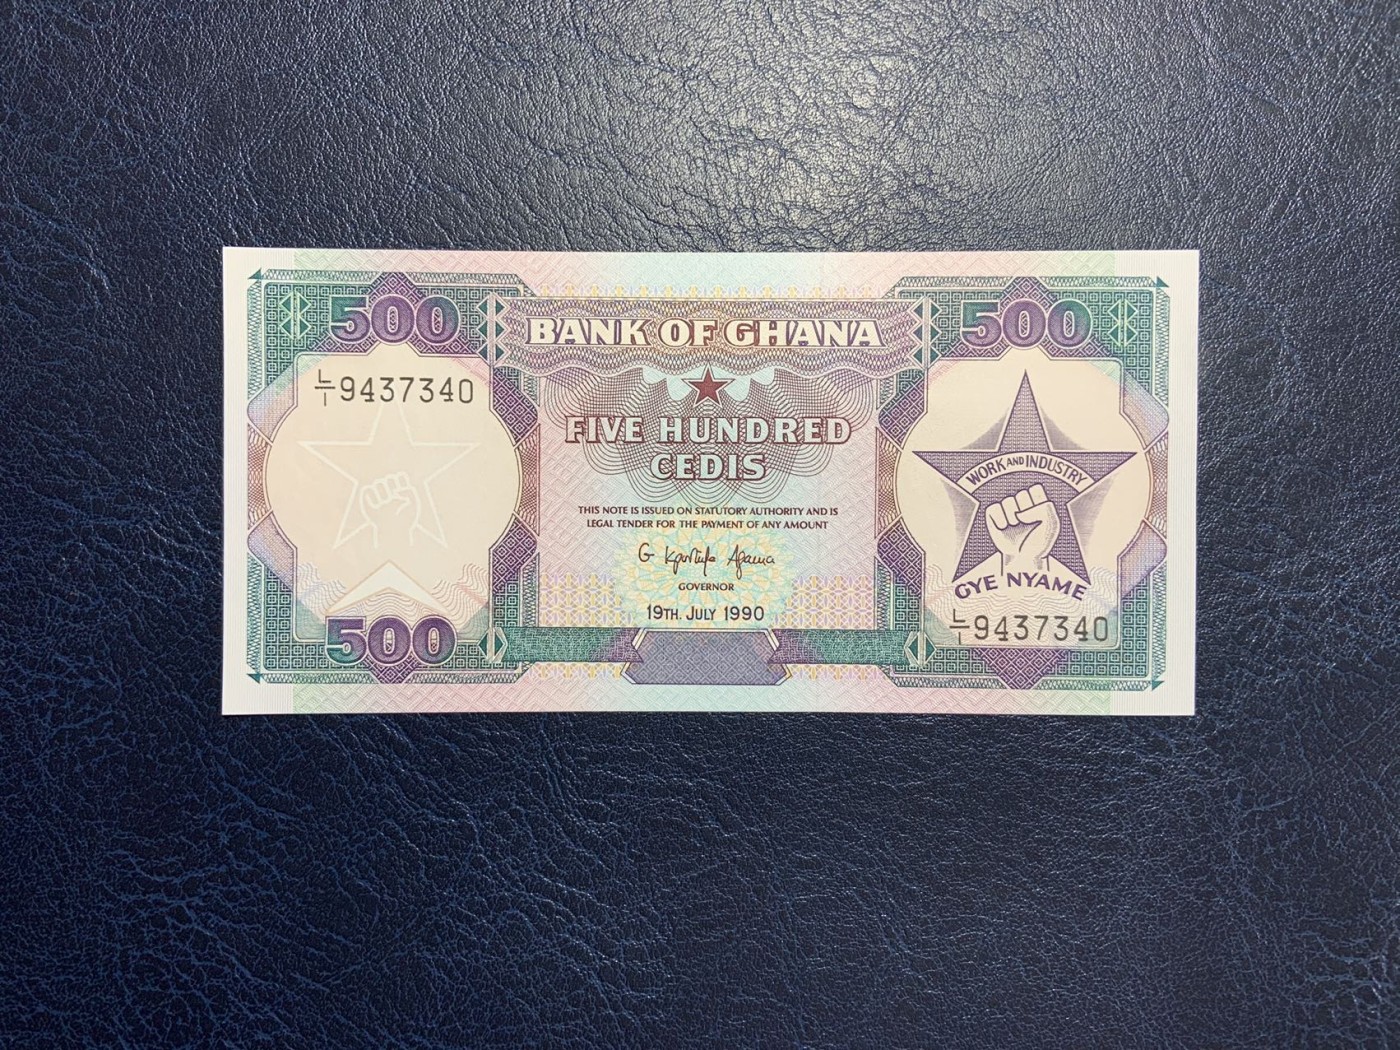 500
500
BANK OF GHANA
L/1 9437340
FIVE HUNDRED
CEDIS
WORK AND INDUSTRY
THIS NOTE IS ISSUED ON STATUTORY AUTHORITY AND IS
LEGAL TENDER FOR THE PAYMENT OF ANY AMOUNT
GOVERNOR
GYE NYAME
19TH. JULY 1990
L/1 9437340
500